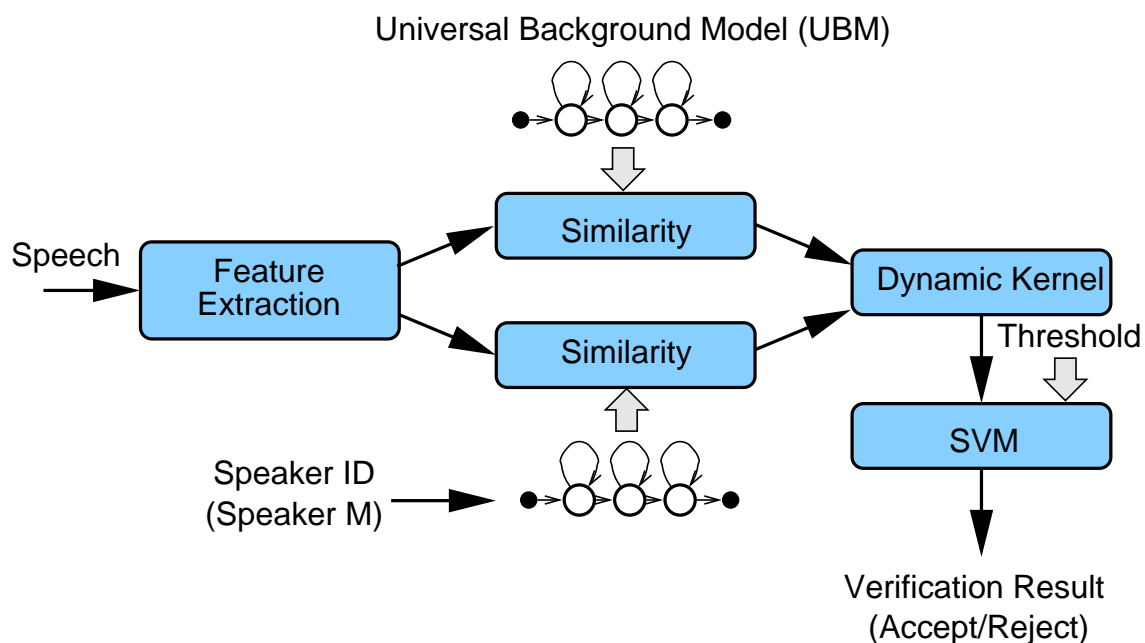 Universal Background Model (UBM)
Similarity
Speech
Feature
Extraction
Dynamic Kernel
Similarity
Threshold
SVM
Speaker ID
(Speaker M)
Verification Result
(Accept/Reject)